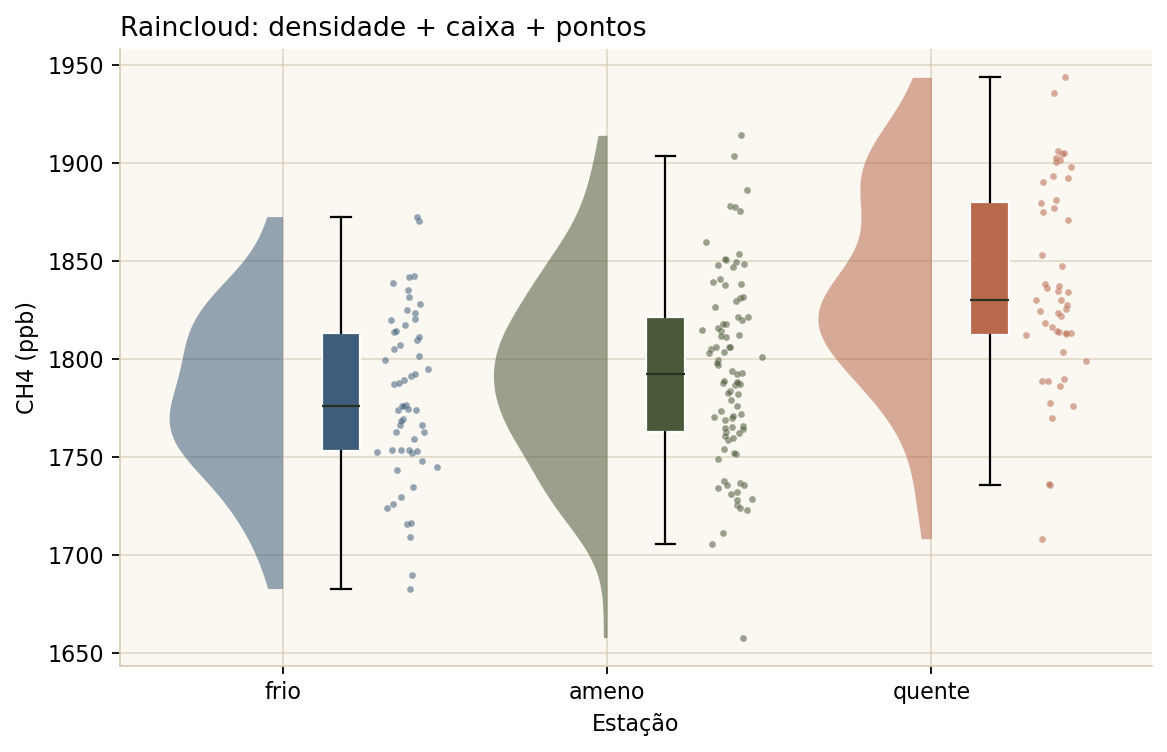 Raincloud: densidade + caixa + pontos
CH4 (ppb)
1950
1900
1850
1800
1750
1700
1650
frio
ameno
quente
Estação